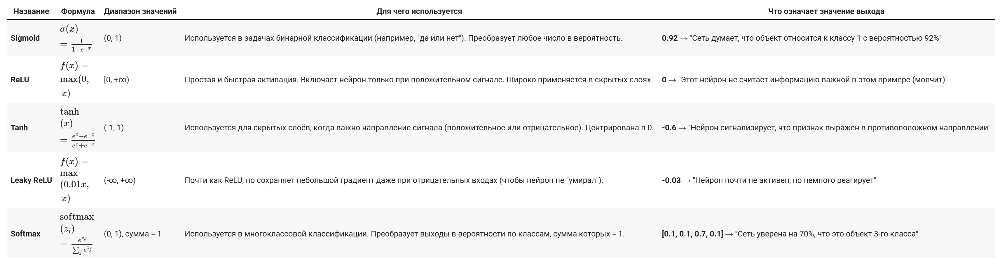 Название Формула Диапазон значений Для чего используется Что означает значение выхода
Sigmoid σ(x) = \frac{1}{1+e^{-x}} (0, 1) Используется в задачах бинарной классификации (например, "да или нет"). Преобразует любое число в вероятность. 0.92 → "Сеть думает, что объект относится к классу 1 с вероятностью 92%"
ReLU f(x) = max(0, x) [0, +∞) Простая и быстрая активация. Включает нейрон только при положительном сигнале. Широко применяется в скрытых слоях. 0 → "Этот нейрон не считает информацию важной в этом примере (молчит)"
Tanh tanh(x) = \frac{e^x-e^{-x}}{e^x+e^{-x}} (-1, 1) Используется для скрытых слоёв, когда важно направление сигнала (положительное или отрицательное). Центрирована в 0. -0.6 → "Нейрон сигнализирует, что признак выражен в противоположном направлении"
Leaky ReLU f(x) = max(0.01x, x) (-∞, +∞) Почти как ReLU, но сохраняет небольшой градиент даже при отрицательных входах (чтобы нейрон не "умирал"). -0.03 → "Нейрон почти не активен, но немного реагирует"
Softmax softmax(z_i) = \frac{e^{z_i}}{\sum_j e^{z_j}} (0, 1), сумма = 1 Используется в многоклассовой классификации. Преобразует выходы в вероятности по классам, сумма которых = 1. [0.1, 0.1, 0.7, 0.1] → "Сеть уверена на 70%, что это объект 3-го класса"